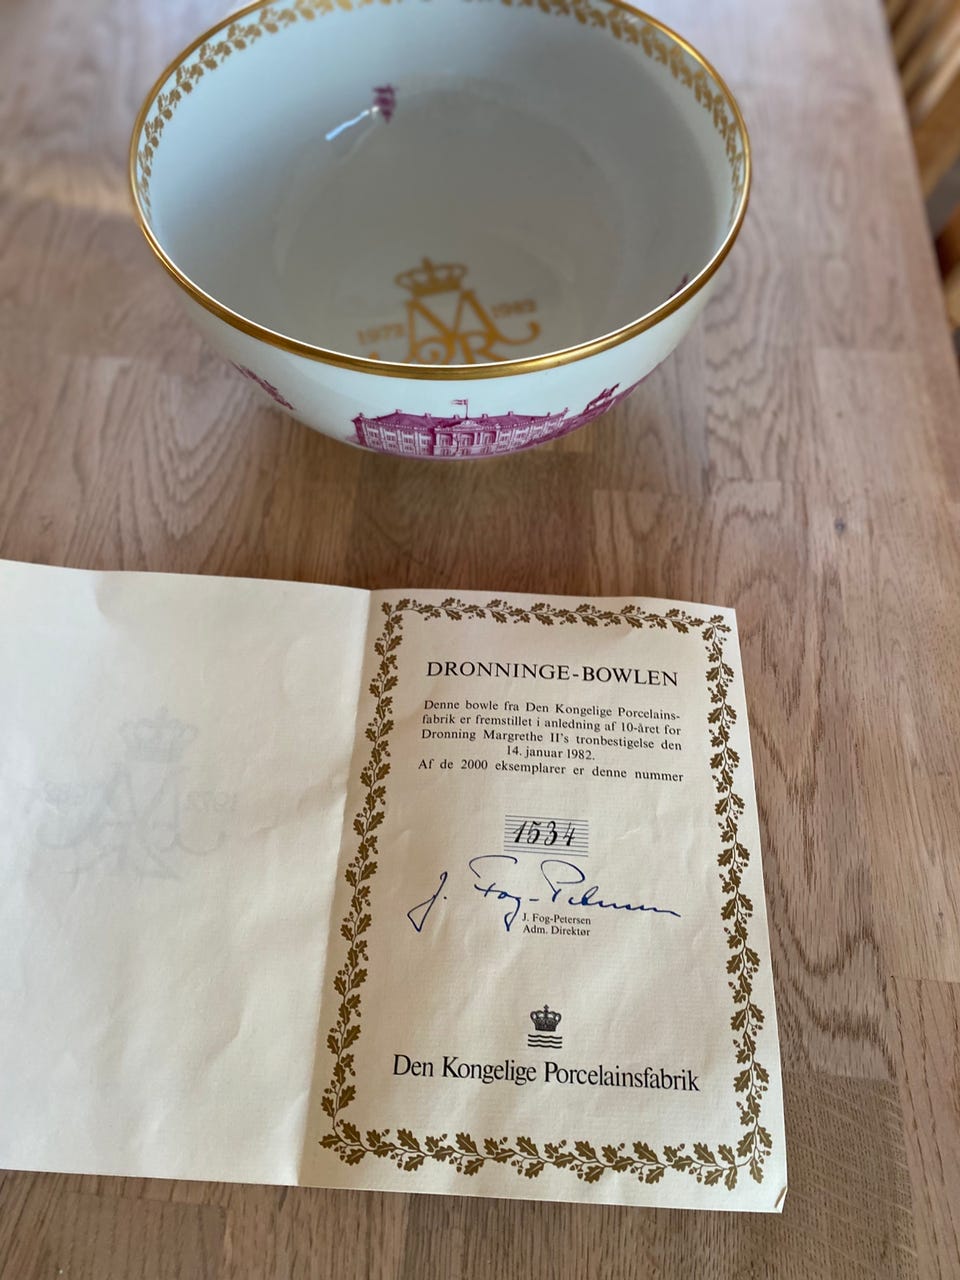 1972 1982
DRONNINGE-BOWLEN
Denne bowle fra Den Kongelige Porcelains-
fabrik er fremstillet i anledning af 10-året for
Dronning Margrethe II's tronbestigelse den
14. januar 1982.
Af de 2000 eksemplarer er denne nummer
1534
J. Fog-Petersen
J. Fog-Petersen
Adm. Direktør
Den Kongelige Porcelainsfabrik